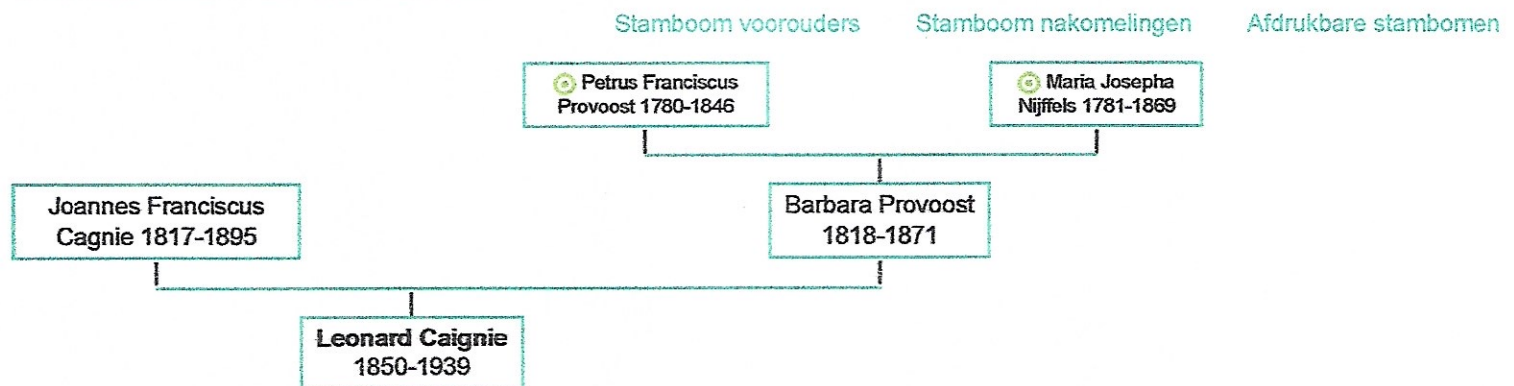 Stamboom voorouders Stamboom nakomelingen Afdrukbare stambomen
Petrus Franciscus
Provoost 1780-1846
Maria Josepha
Nijffels 1781-1869
Joannes Franciscus
Cagnie 1817-1895
Barbara Provoost
1818-1871
Leonard Caignie
1850-1939